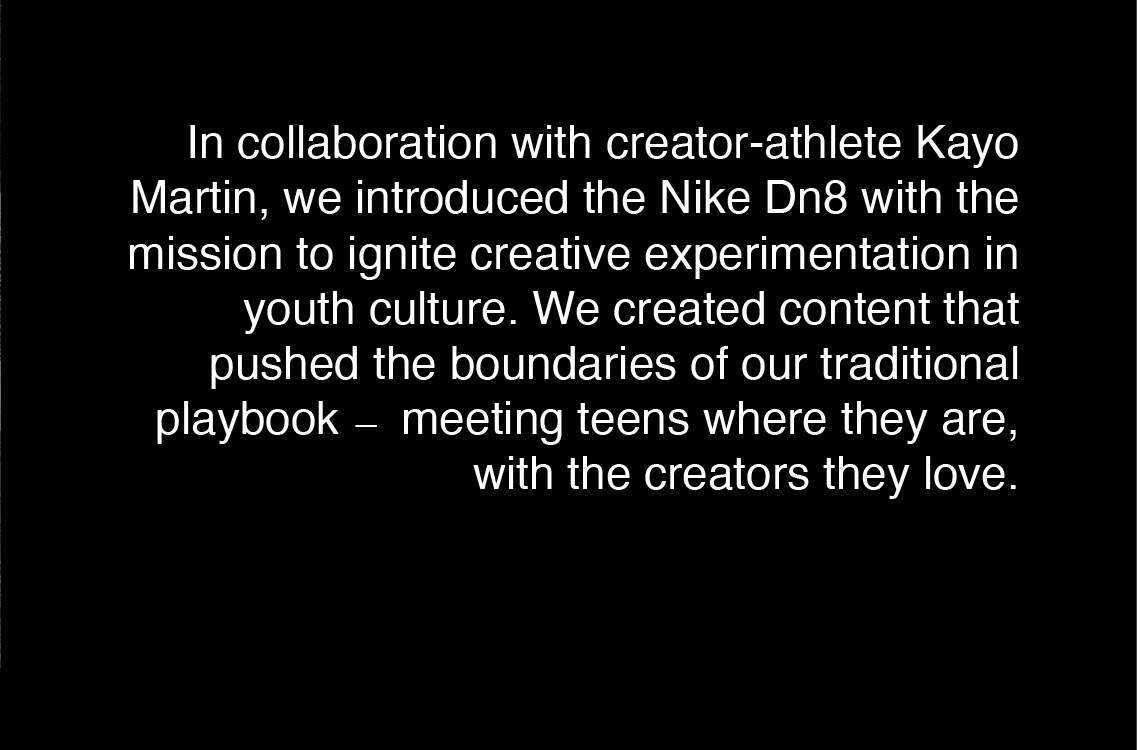 In collaboration with creator-athlete Kayo
Martin, we introduced the Nike Dn8 with the
mission to ignite creative experimentation in
youth culture. We created content that
pushed the boundaries of our traditional
playbook –  meeting teens where they are,
with the creators they love.